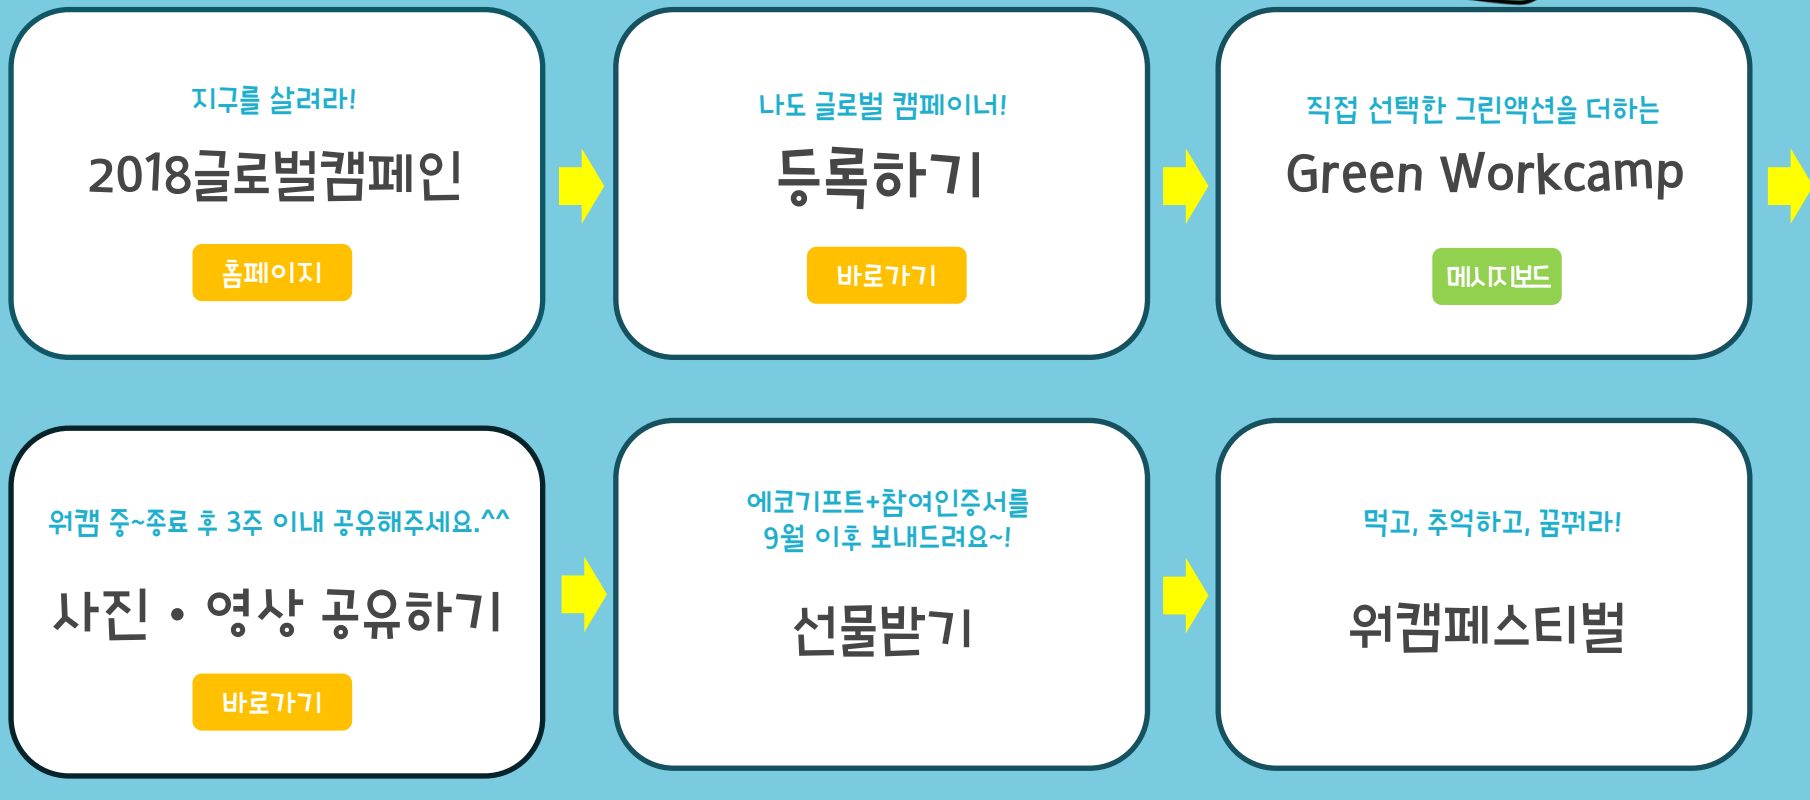 지구를 살려라!
2018글로벌캠페인
홈페이지
나도 글로벌 캠페이너!
등록하기
바로가기
직접 선택한 그린액션을 더하는
Green Workcamp
메시지보드
워캠 중~종료 후 3주 이내 공유해주세요.^^
사진・영상 공유하기
바로가기
에코기프트+참여인증서를
9월 이후 보내드려요~!
선물받기
먹고, 추억하고, 꿈꿔라!
워캠페스티벌